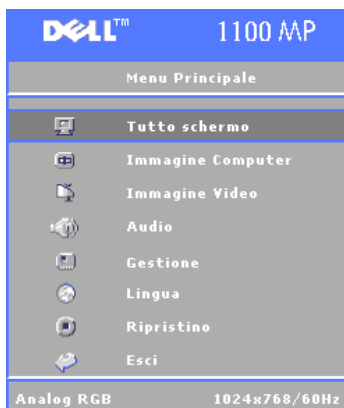 DELL™ 1100 MP
Menu Principale
Tutto schermo
Immagine Computer
Immagine Video
Audio
Gestione
Lingua
Ripristino
Esci
Analog RGB 1024x768/60Hz